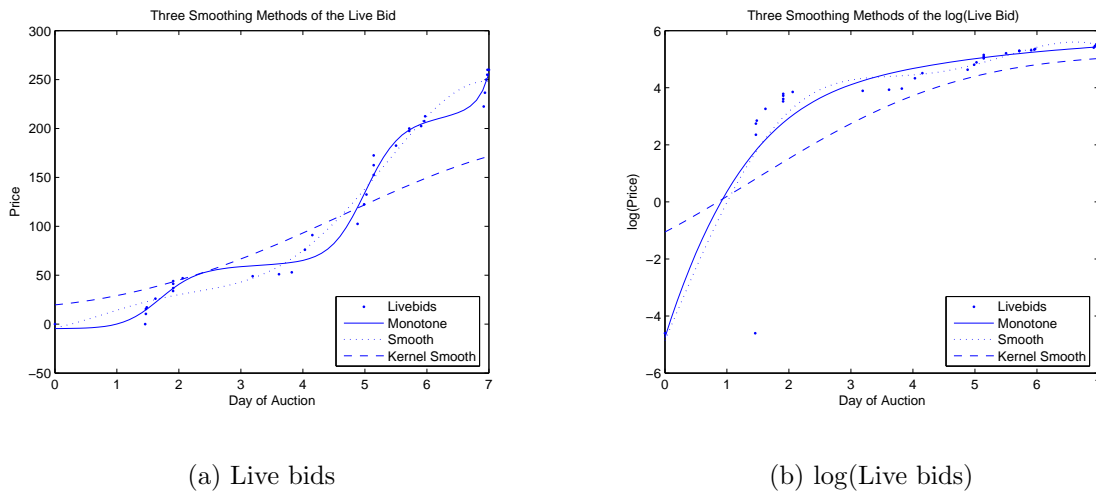 Three Smoothing Methods of the Live Bid
300
250
200
150
100
50
0
−50
Price
0 1 2 3 4 5 6 7
Day of Auction
Livebids
Monotone
Smooth
Kernel Smooth
(a) Live bids
Three Smoothing Methods of the log(Live Bid)
6
4
2
0
−2
−4
−6
log(Price)
0 1 2 3 4 5 6 7
Day of Auction
Livebids
Monotone
Smooth
Kernel Smooth
(b) log(Live bids)